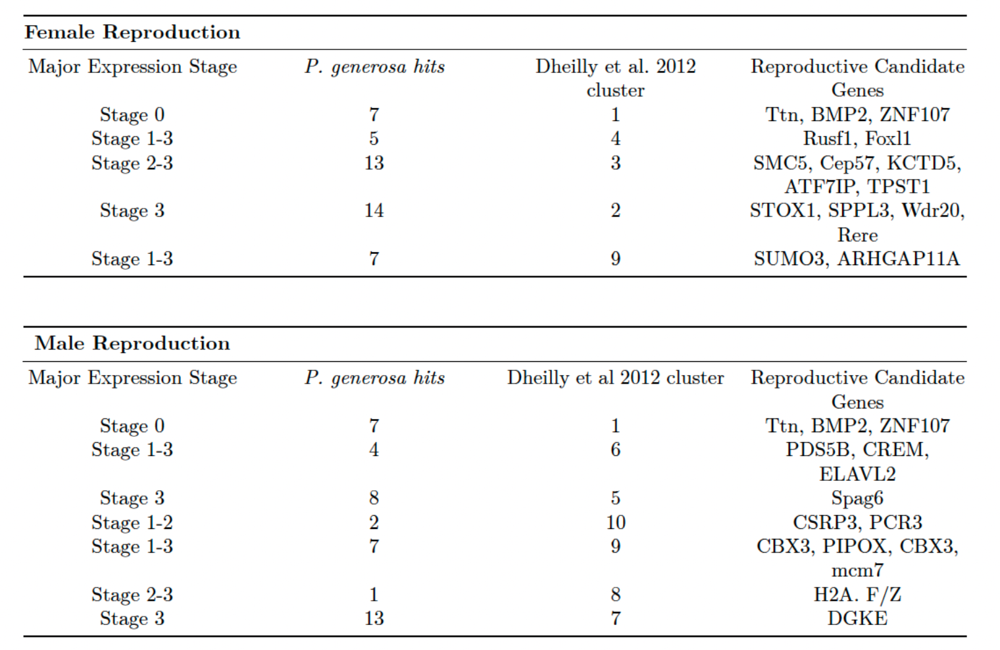 Female Reproduction
Major Expression Stage P. generosa hits Dheilly et al. 2012 Reproductive Candidate
cluster Genes
Stage 0 7 1 Ttn, BMP2, ZNF107
Stage 1-3 5 4 Rusf1, Foxl1
Stage 2-3 13 3 SMC5, Cep57, KCTD5,
ATF7IP, TPST1
Stage 3 14 2 STOX1, SPPL3, Wdr20,
Rere
Stage 1-3 7 9 SUMO3, ARHGAP11A
Male Reproduction
Major Expression Stage P. generosa hits Dheilly et al 2012 cluster Reproductive Candidate
Genes
Stage 0 7 1 Ttn, BMP2, ZNF107
Stage 1-3 4 6 PDS5B, CREM,
ELAVL2
Stage 3 8 5 Spag6
Stage 1-2 2 10 CSRP3, PCR3
Stage 1-3 7 9 CBX3, PIPOX, CBX3,
mcm7
Stage 2-3 1 8 H2A. F/Z
Stage 3 13 7 DGKE